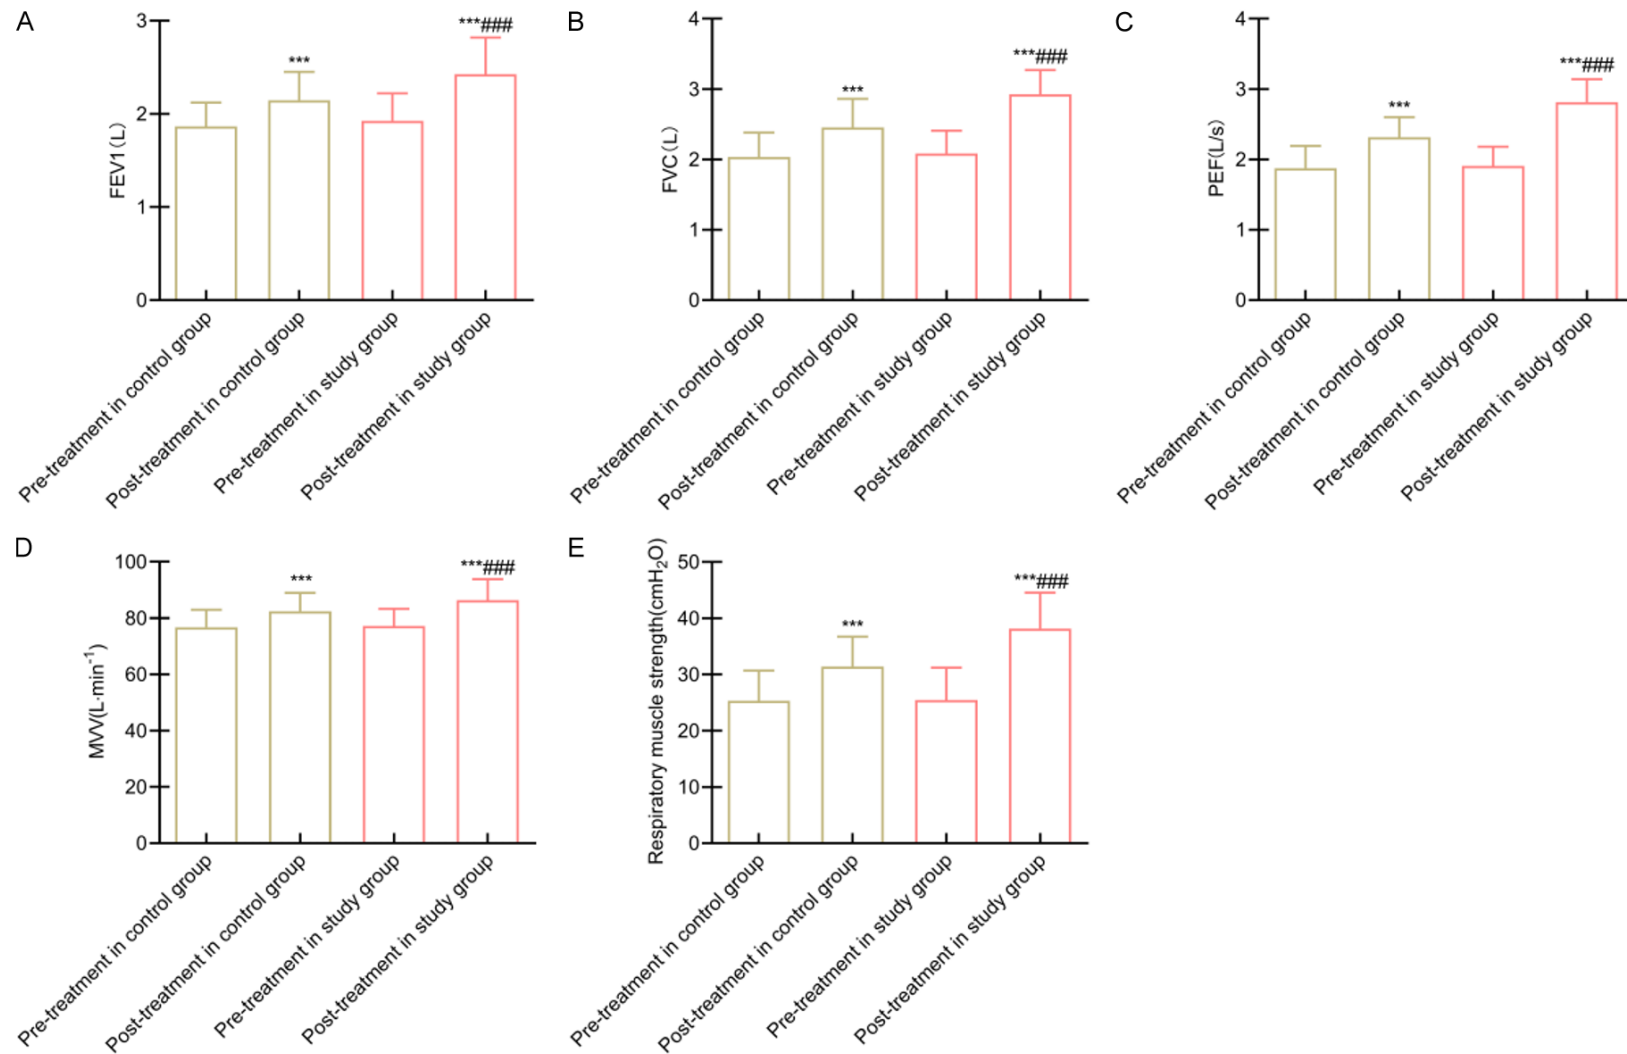 A
FEV1(L)
3
2
1
0
***
***###
Pre-treatment in control group
Post-treatment in control group
Pre-treatment in study group
Post-treatment in study group
B
FVC(L)
4
3
2
1
0
***
***###
Pre-treatment in control group
Post-treatment in control group
Pre-treatment in study group
Post-treatment in study group
C
PEF(L/s)
4
3
2
1
0
***
***###
Pre-treatment in control group
Post-treatment in control group
Pre-treatment in study group
Post-treatment in study group
D
MVV(L·min⁻¹)
100
80
60
40
20
0
***
***###
Pre-treatment in control group
Post-treatment in control group
Pre-treatment in study group
Post-treatment in study group
E
Respiratory muscle strength(cmH₂O)
50
40
30
20
10
0
***
***###
Pre-treatment in control group
Post-treatment in control group
Pre-treatment in study group
Post-treatment in study group